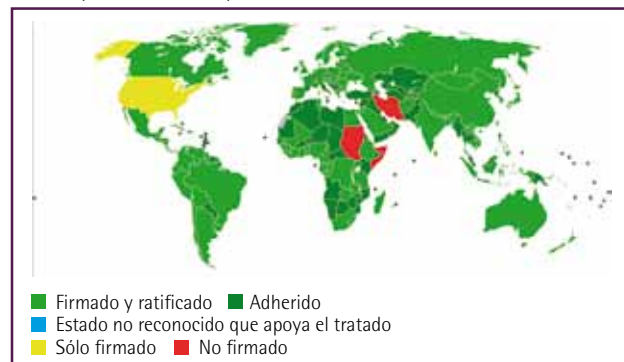 Firmado y ratificado Adherido
Estado no reconocido que apoya el tratado
Sólo firmado No firmado